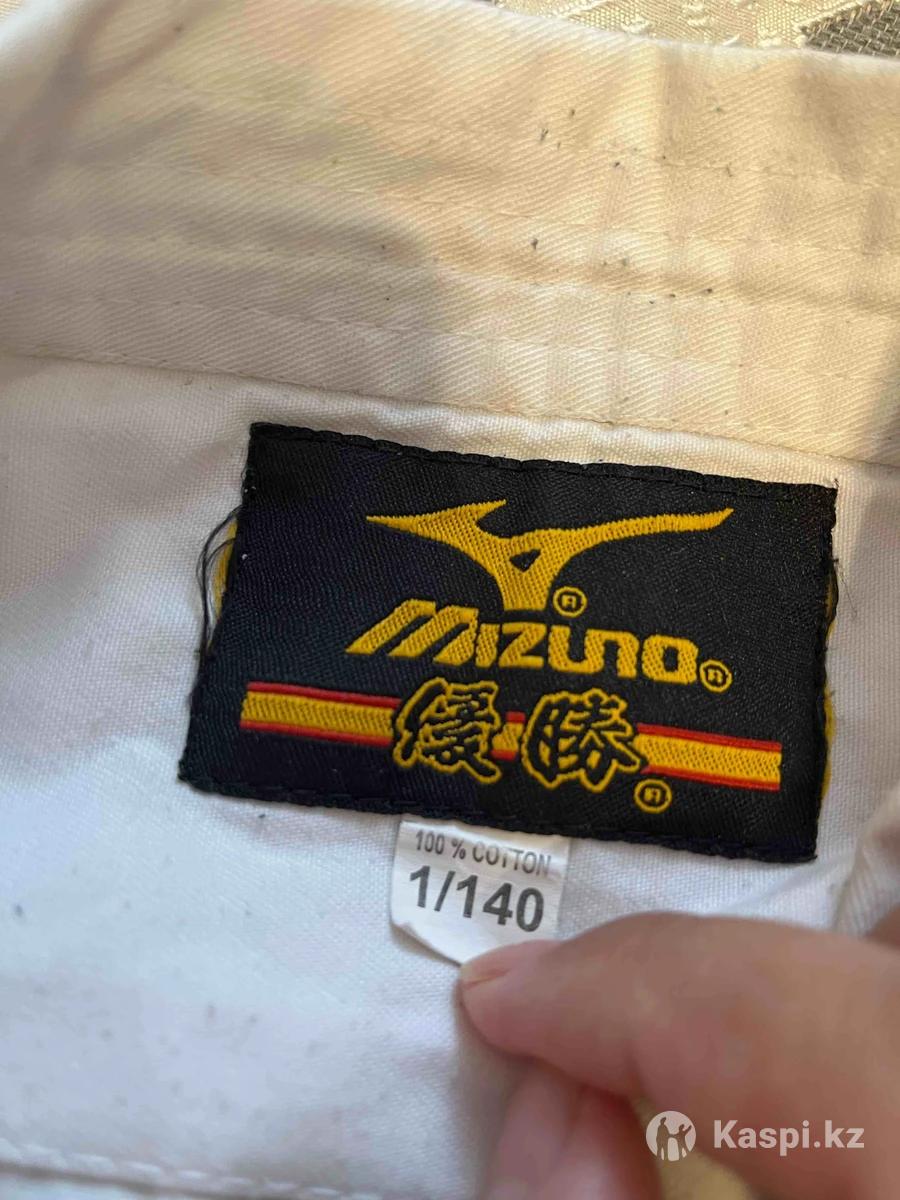 MIZUNO®
優勝®
100 % COTTON
1/140
Kaspi.kz